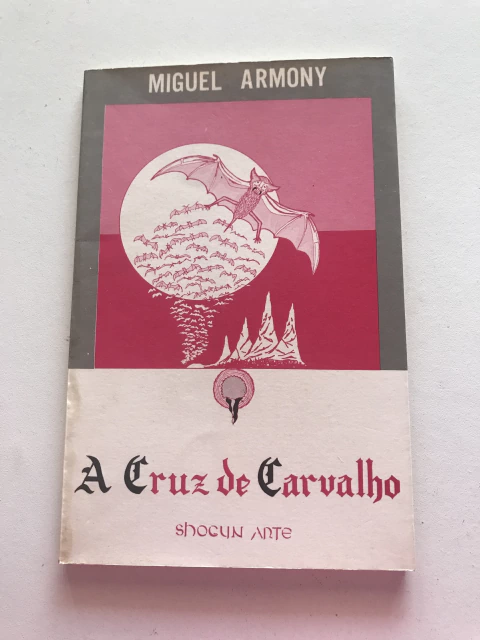 MIGUEL ARMONY
A Cruz de Carvalho
Shogun Arte